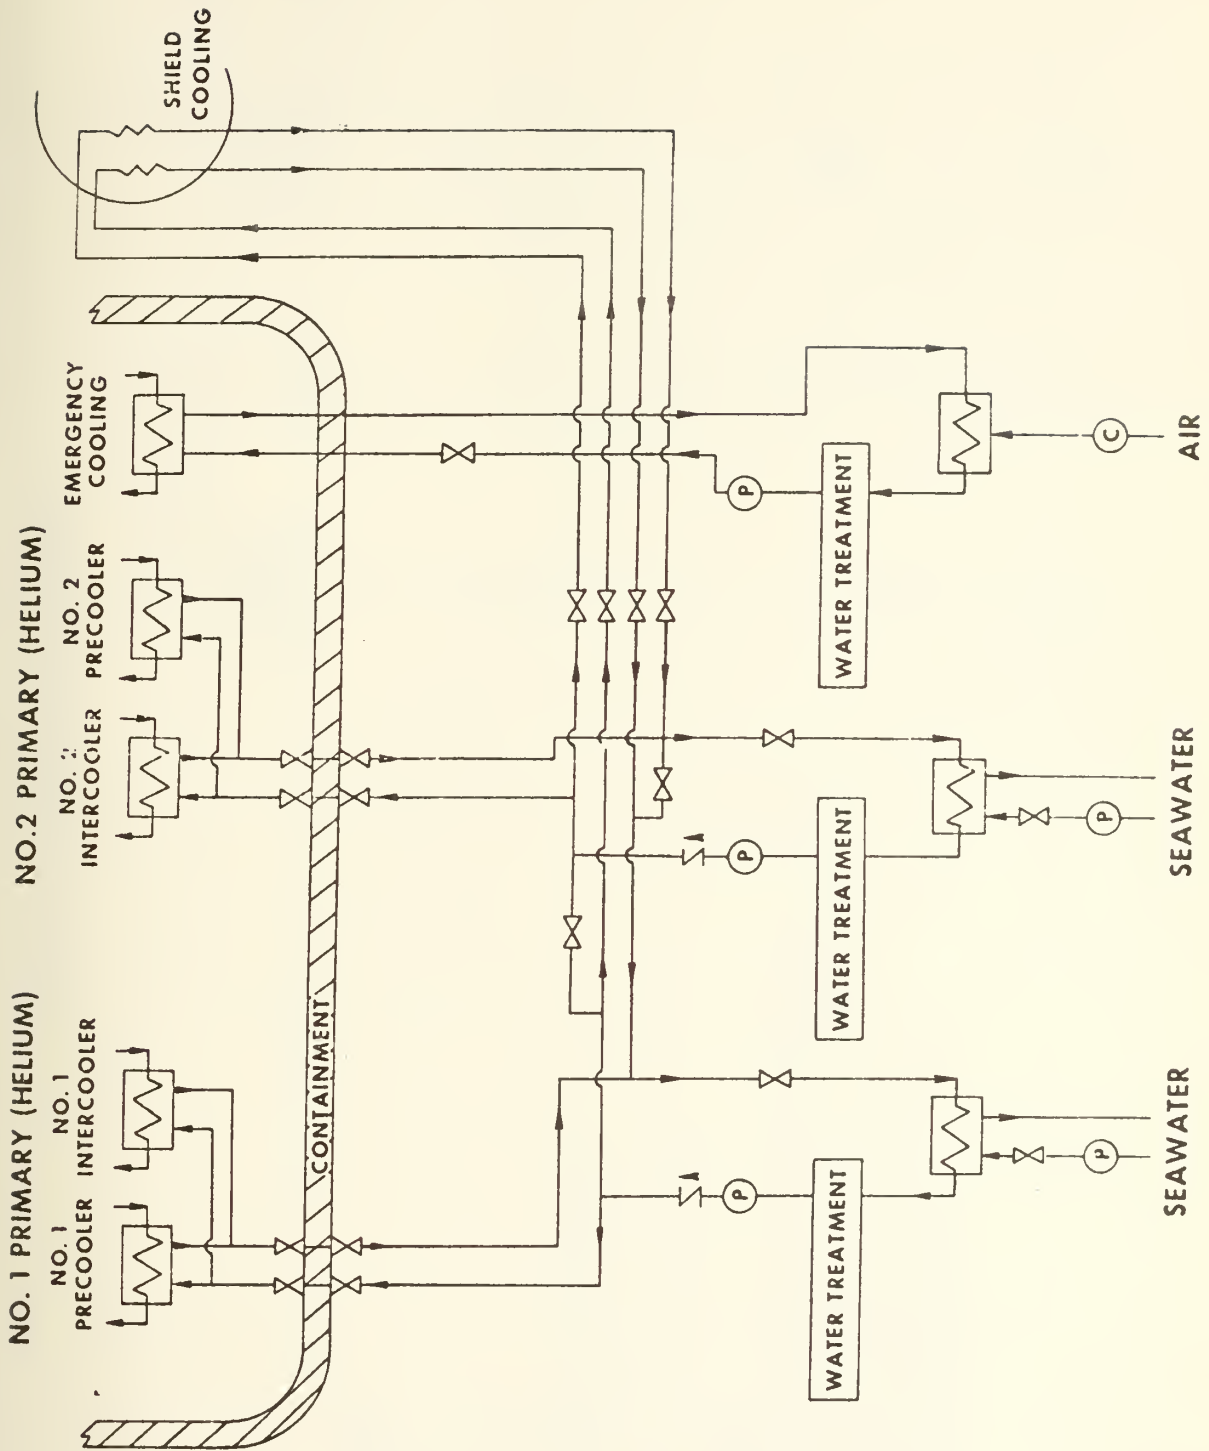 NO. 1 PRIMARY (HELIUM)
NO. 2 PRIMARY (HELIUM)
NO. 1
PRECOOLER
NO. 1
INTERCOOLER
NO. 2
INTERCOOLER
NO. 2
PRECOOLER
EMERGENCY
COOLING
SHIELD
COOLING
CONTAINMENT
P
P
P
WATER TREATMENT
WATER TREATMENT
WATER TREATMENT
P
P
C
SEAWATER
SEAWATER
AIR